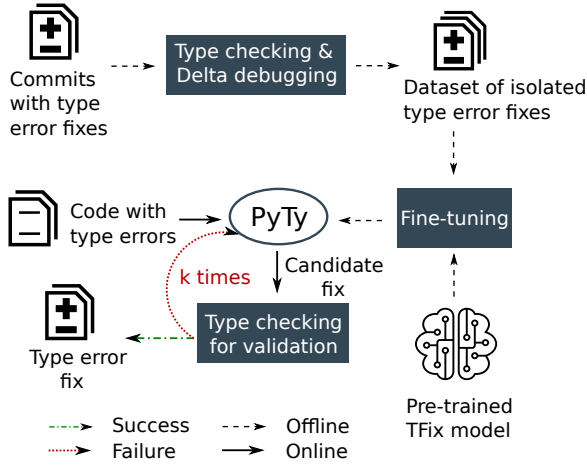 Type checking &
Delta debugging
Commits
with type
error fixes
Dataset of isolated
type error fixes
Code with
type errors
PyTy
Fine-tuning
k times
Candidate
fix
Type checking
for validation
Type error
fix
Pre-trained
TFix model
Success
Offline
Failure
Online